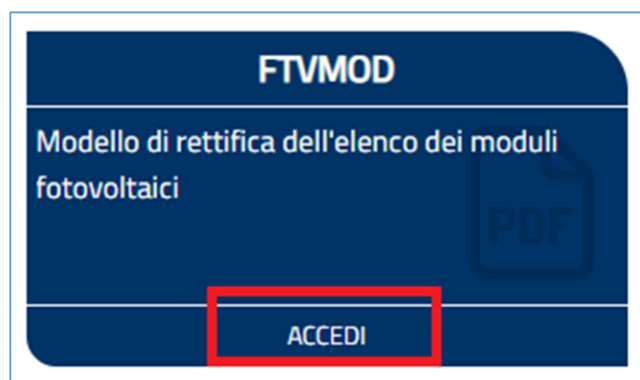 FTVMOD
Modello di rettifica dell'elenco dei moduli
fotovoltaici
PDF
ACCEDI